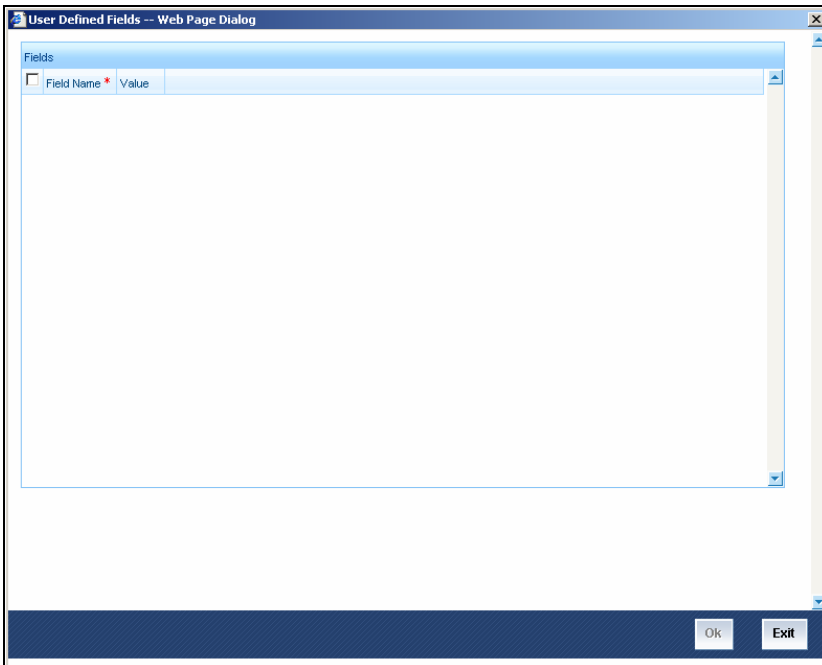 User Defined Fields -- Web Page Dialog
Fields
Field Name * Value
Ok Exit